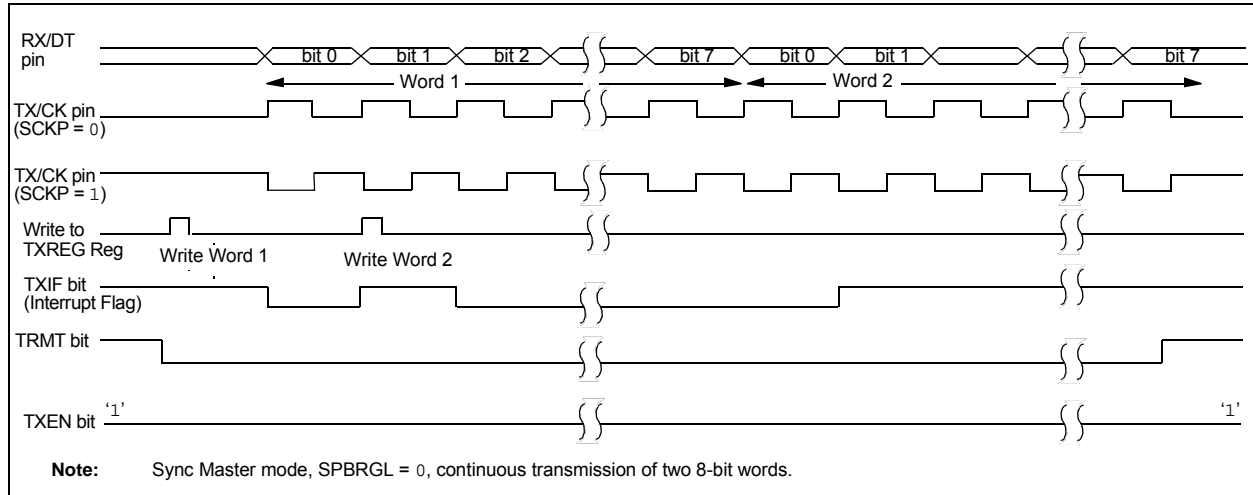 RX/DT
pin
bit 0 bit 1 bit 2 bit 7 bit 0 bit 1 bit 7
Word 1 Word 2
TX/CK pin
(SCKP = 0)
TX/CK pin
(SCKP = 1)
Write to
TXREG Reg
Write Word 1 Write Word 2
TXIF bit
(Interrupt Flag)
TRMT bit
TXEN bit ‘1’ ‘1’
Note: Sync Master mode, SPBRGL = 0, continuous transmission of two 8-bit words.